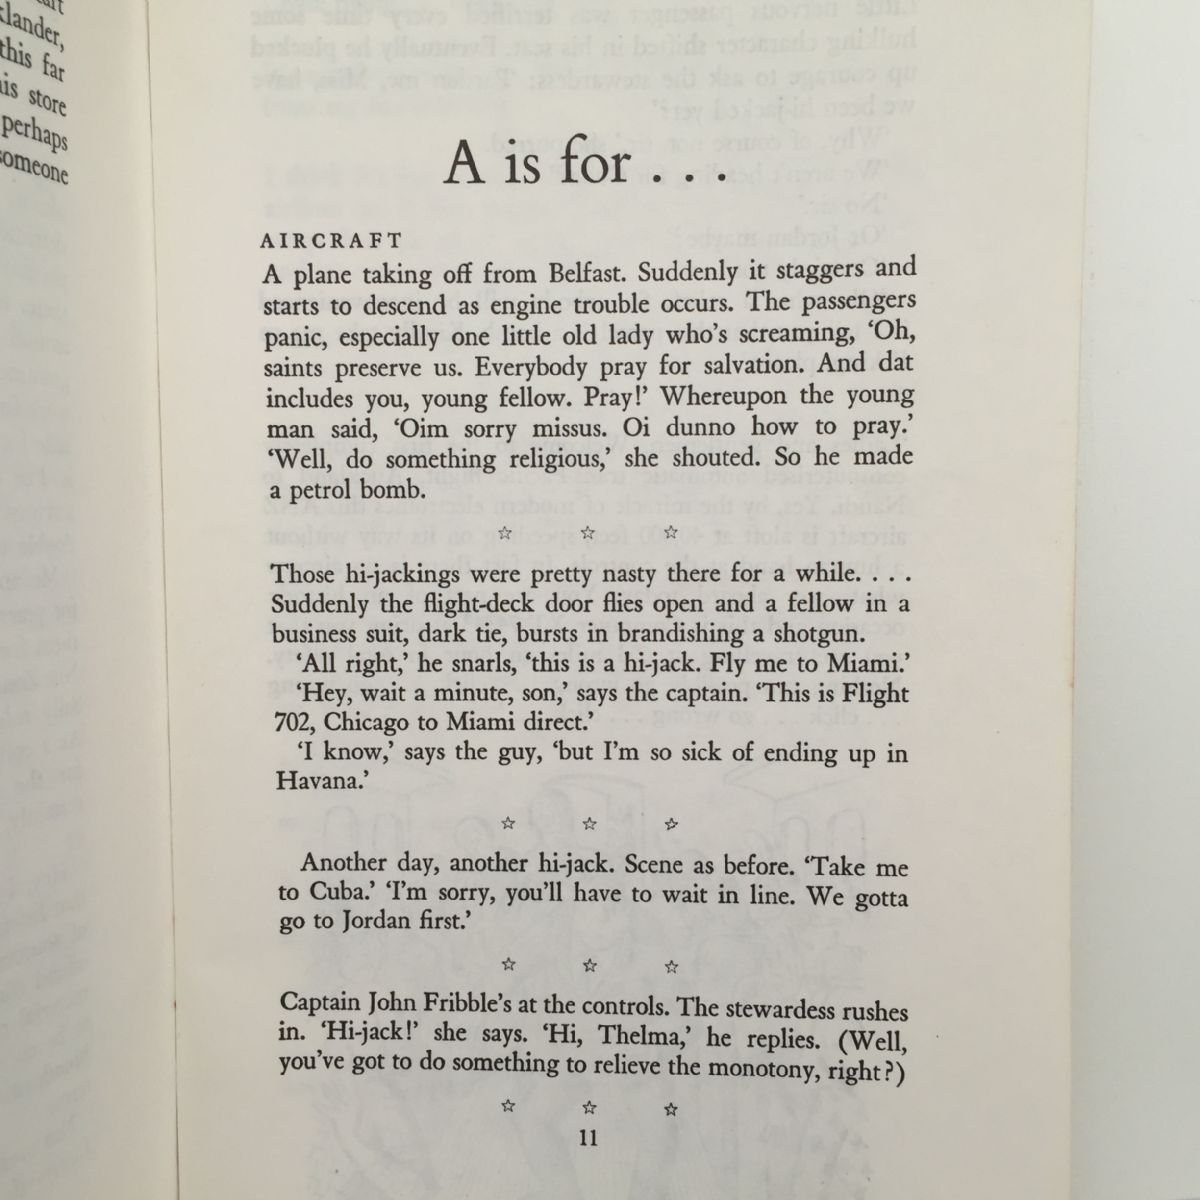 klander,
this far
is store
perhaps
someone
A is for . . .
AIRCRAFT
A plane taking off from Belfast. Suddenly it staggers and
starts to descend as engine trouble occurs. The passengers
panic, especially one little old lady who's screaming, ‘Oh,
saints preserve us. Everybody pray for salvation. And dat
includes you, young fellow. Pray!’ Whereupon the young
man said, ‘Oim sorry missus. Oi dunno how to pray.’
‘Well, do something religious,’ she shouted. So he made
a petrol bomb.
☆ ☆ ☆
Those hi-jackings were pretty nasty there for a while. . . .
Suddenly the flight-deck door flies open and a fellow in a
business suit, dark tie, bursts in brandishing a shotgun.
‘All right,’ he snarls, ‘this is a hi-jack. Fly me to Miami.’
‘Hey, wait a minute, son,’ says the captain. ‘This is Flight
702, Chicago to Miami direct.’
‘I know,’ says the guy, ‘but I'm so sick of ending up in
Havana.’
☆ ☆ ☆
Another day, another hi-jack. Scene as before. ‘Take me
to Cuba.’ ‘I'm sorry, you'll have to wait in line. We gotta
go to Jordan first.’
☆ ☆ ☆
Captain John Fribble's at the controls. The stewardess rushes
in. ‘Hi-jack!’ she says. ‘Hi, Thelma,’ he replies. (Well,
you've got to do something to relieve the monotony, right?)
☆ ☆ ☆
11